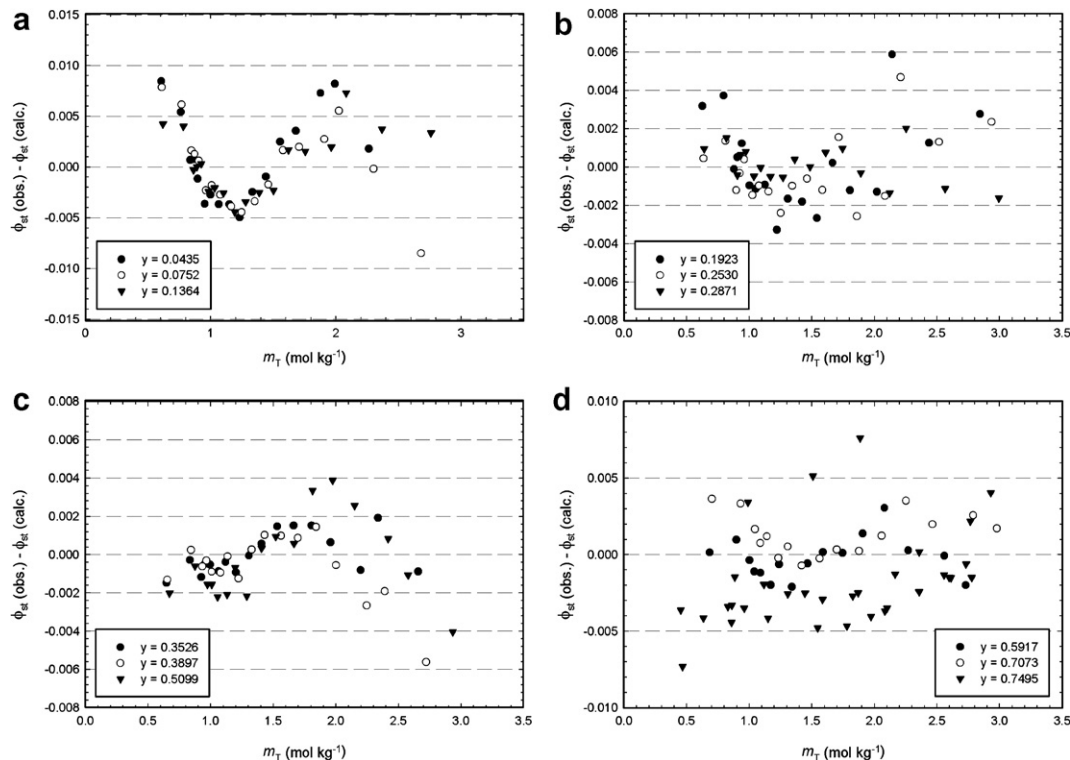 a
0.015
0.010
0.005
0.000
-0.005
-0.010
-0.015
ϕst (obs.) - ϕst (calc.)
y = 0.0435
y = 0.0752
y = 0.1364
0 1 2 3
mT (mol kg-1)
b
0.008
0.006
0.004
0.002
0.000
-0.002
-0.004
-0.006
-0.008
ϕst (obs.) - ϕst (calc.)
y = 0.1923
y = 0.2530
y = 0.2871
0.0 0.5 1.0 1.5 2.0 2.5 3.0 3.5
mT (mol kg-1)
c
0.008
0.006
0.004
0.002
0.000
-0.002
-0.004
-0.006
-0.008
ϕst (obs.) - ϕst (calc.)
y = 0.3526
y = 0.3897
y = 0.5099
0.0 0.5 1.0 1.5 2.0 2.5 3.0 3.5
mT (mol kg-1)
d
0.010
0.005
0.000
-0.005
-0.010
ϕst (obs.) - ϕst (calc.)
y = 0.5917
y = 0.7073
y = 0.7495
0.0 0.5 1.0 1.5 2.0 2.5 3.0 3.5
mT (mol kg-1)